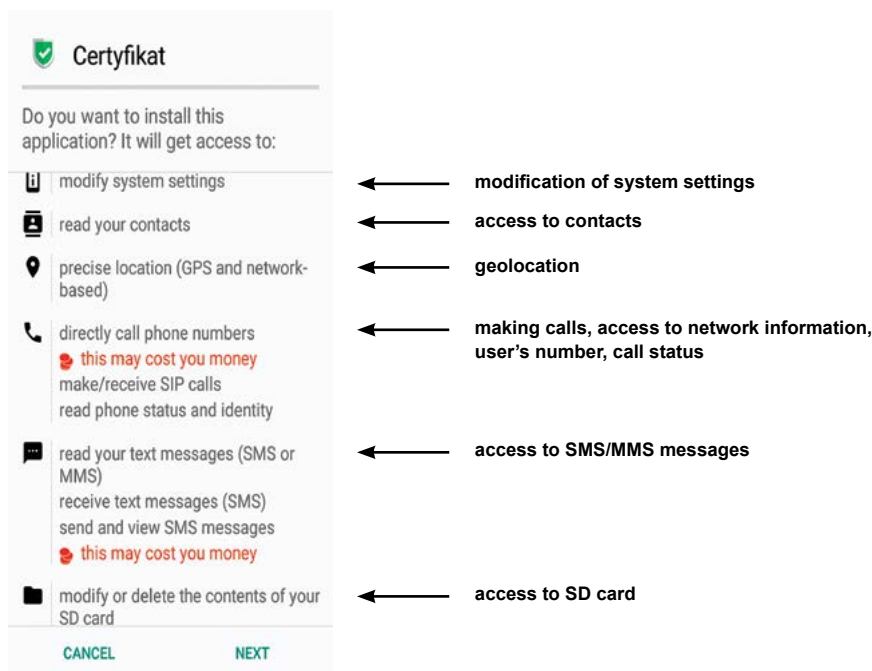 Certyfikat
Do you want to install this
application? It will get access to:
modify system settings
modification of system settings
read your contacts
access to contacts
precise location (GPS and network-
based)
geolocation
directly call phone numbers
this may cost you money
make/receive SIP calls
read phone status and identity
making calls, access to network information,
user’s number, call status
read your text messages (SMS or
MMS)
receive text messages (SMS)
send and view SMS messages
this may cost you money
access to SMS/MMS messages
modify or delete the contents of your
SD card
access to SD card
CANCEL NEXT